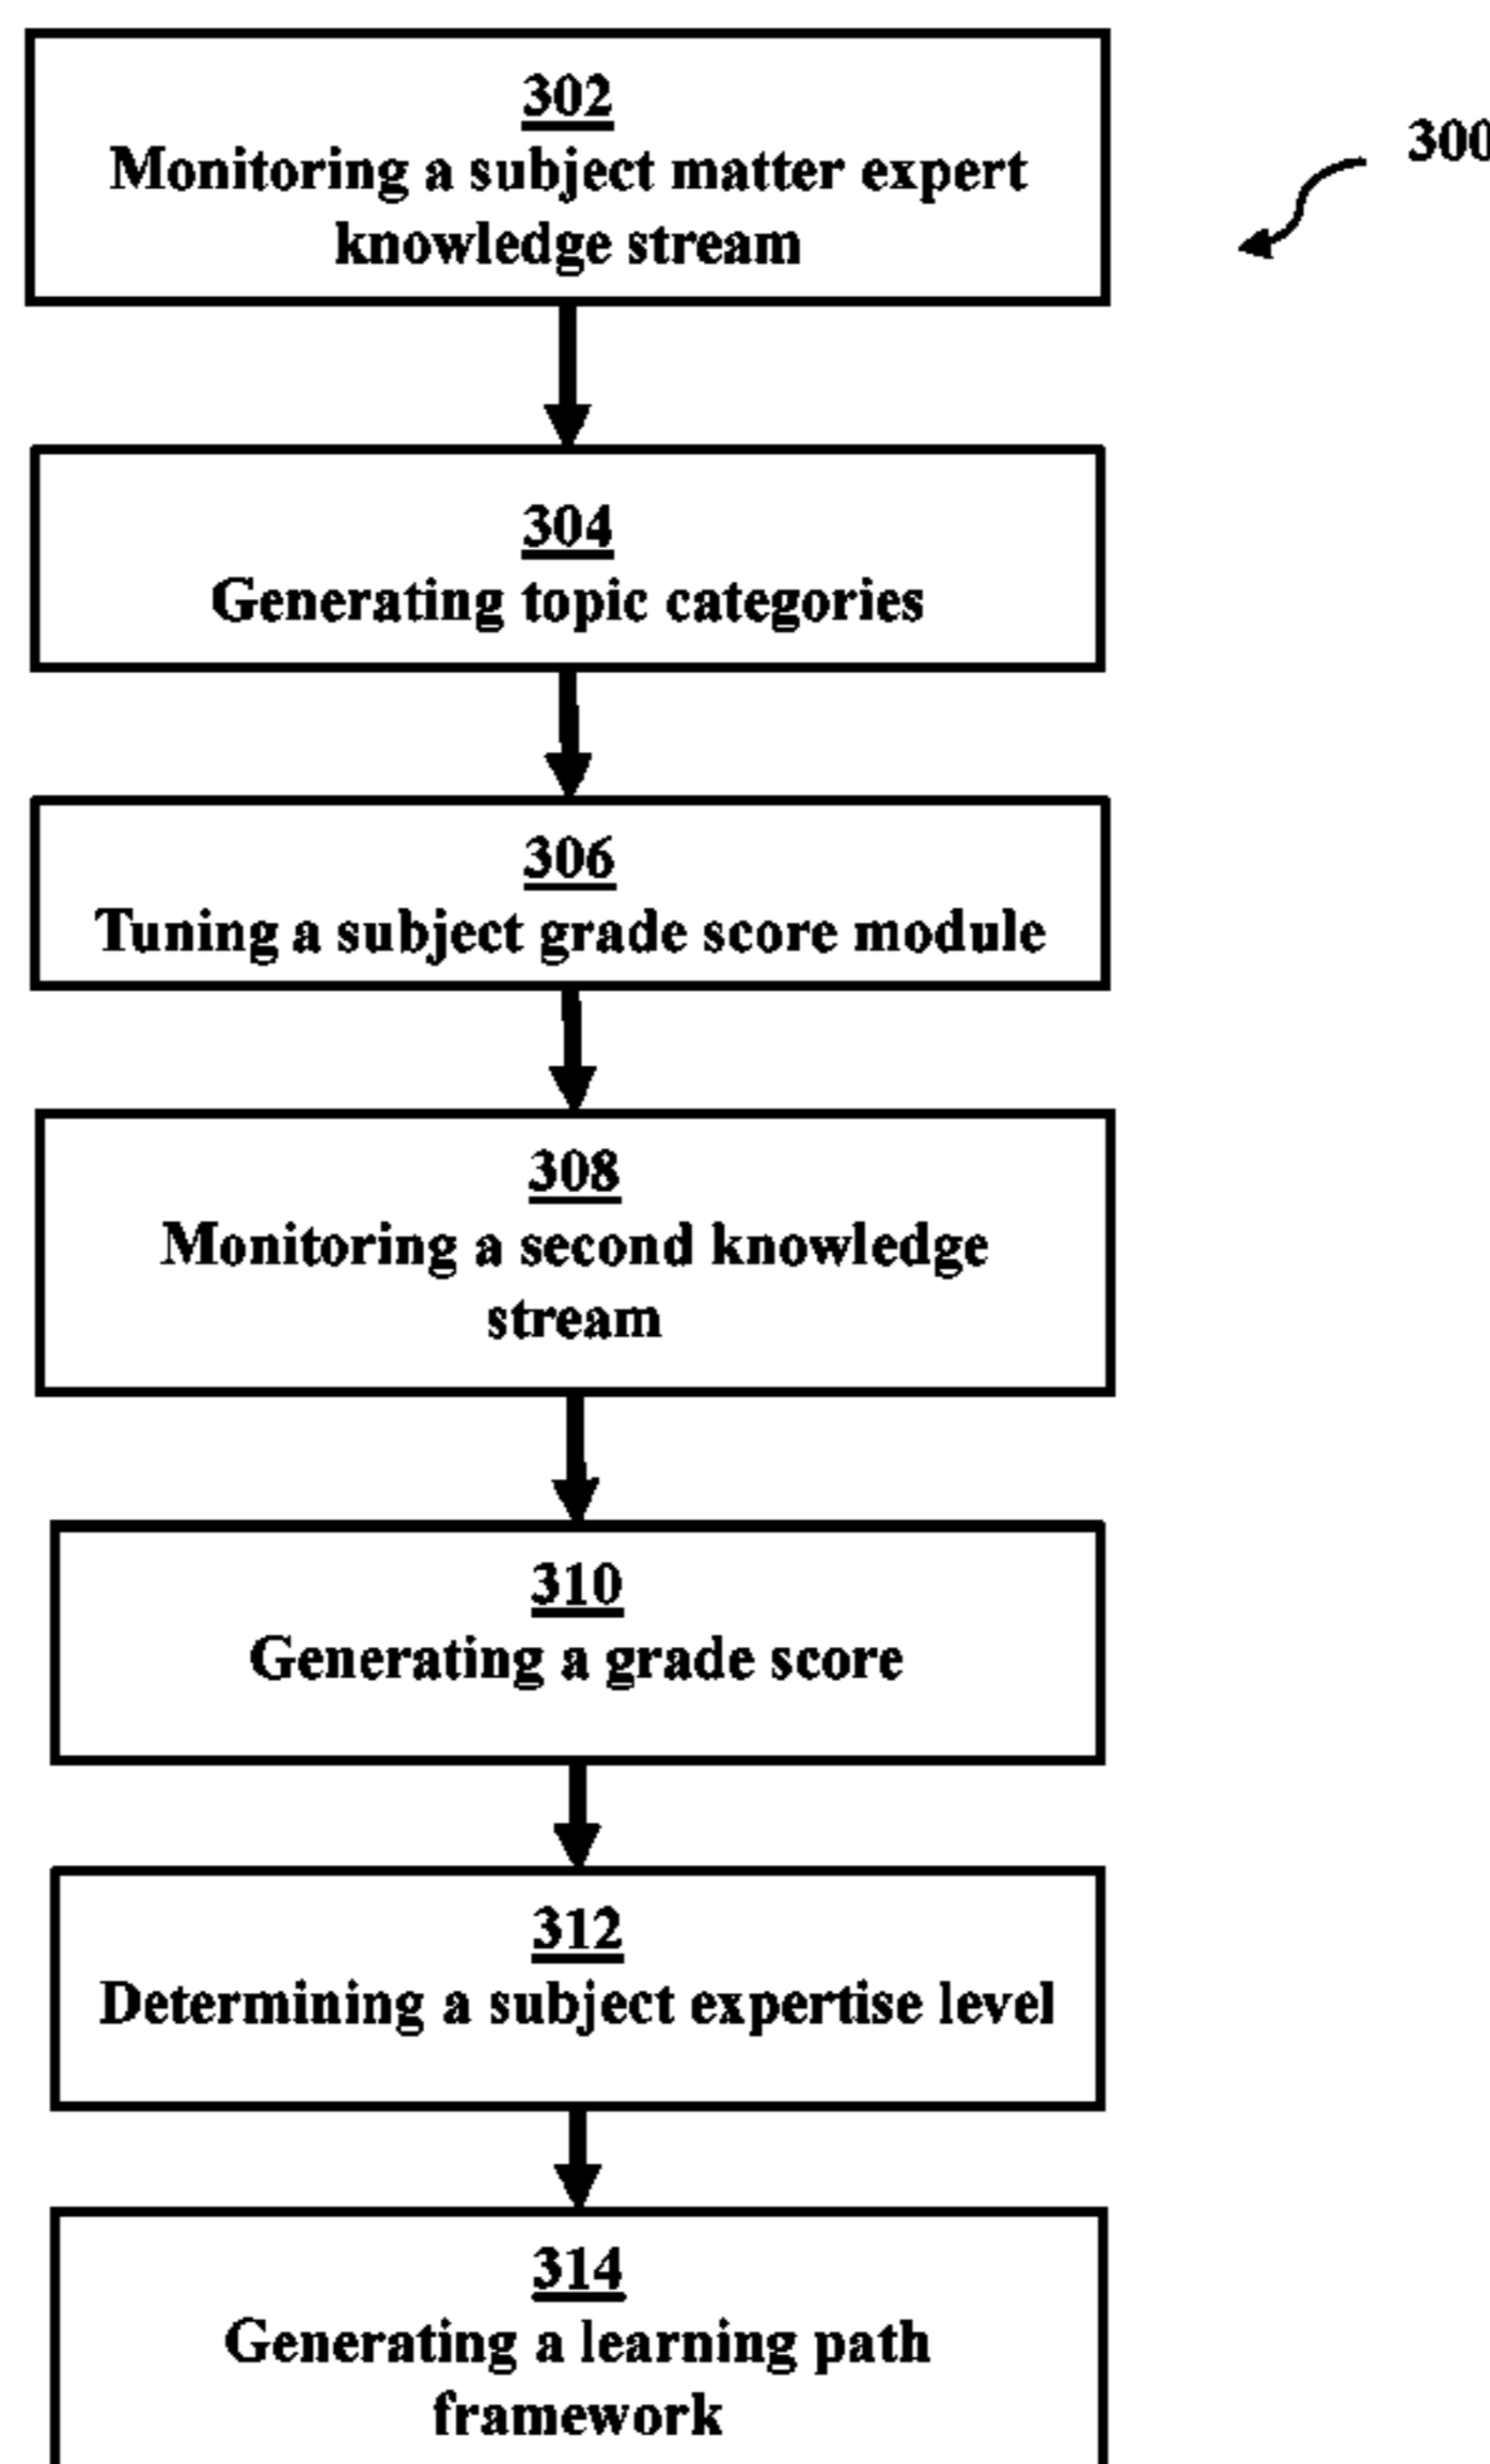 302
Monitoring a subject matter expert
knowledge stream
300
304
Generating topic categories
306
Tuning a subject grade score module
308
Monitoring a second knowledge
stream
310
Generating a grade score
312
Determining a subject expertise level
314
Generating a learning path
framework